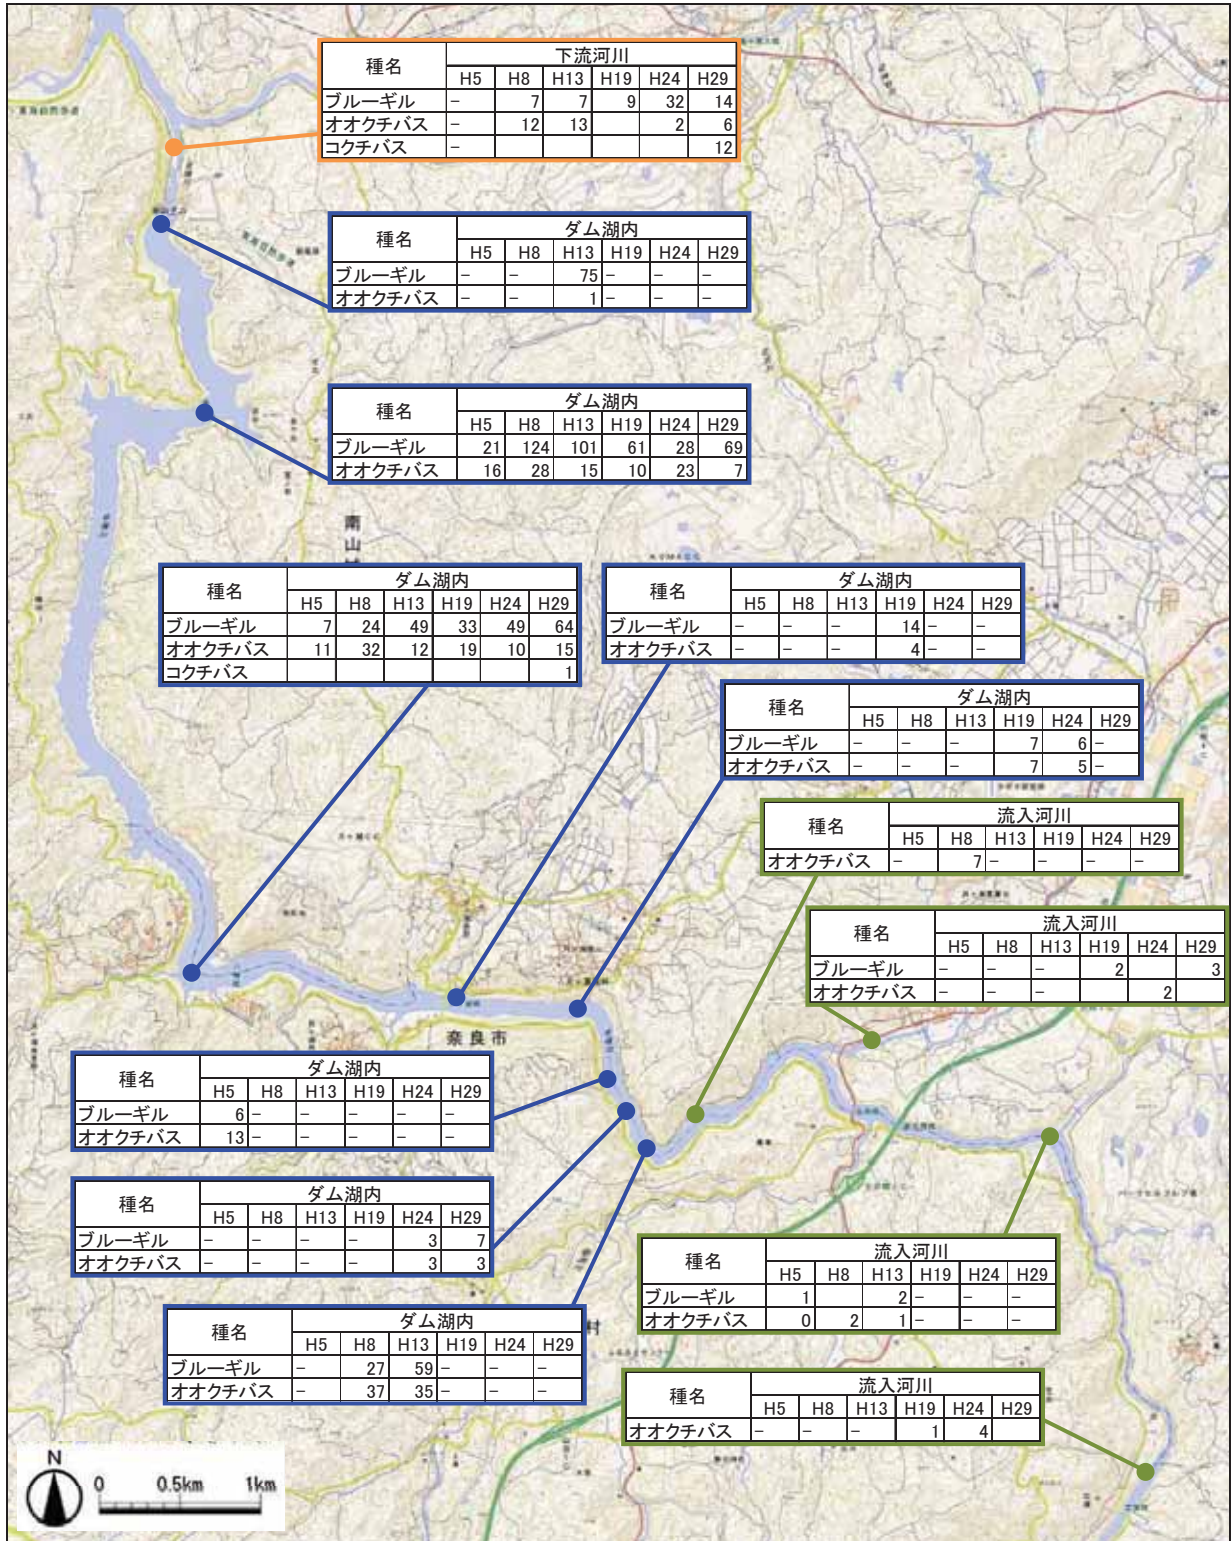 種名 下流河川
H5 H8 H13 H19 H24 H29
ブルーギル - 7 7 9 32 14
オオクチバス - 12 13 2 6
コクチバス - 12
種名 ダム湖内
H5 H8 H13 H19 H24 H29
ブルーギル - - 75 - - -
オオクチバス - - 1 - - -
種名 ダム湖内
H5 H8 H13 H19 H24 H29
ブルーギル 21 124 101 61 28 69
オオクチバス 16 28 15 10 23 7
南山
種名 ダム湖内
H5 H8 H13 H19 H24 H29
ブルーギル 7 24 49 33 49 64
オオクチバス 11 32 12 19 10 15
コクチバス 1
種名 ダム湖内
H5 H8 H13 H19 H24 H29
ブルーギル - - - 14 - -
オオクチバス - - - 4 - -
種名 ダム湖内
H5 H8 H13 H19 H24 H29
ブルーギル - - - 7 6 -
オオクチバス - - - 7 5 -
種名 流入河川
H5 H8 H13 H19 H24 H29
オオクチバス - 7 - - - -
種名 流入河川
H5 H8 H13 H19 H24 H29
ブルーギル - - - 2 3
オオクチバス - - - 2
奈良市
種名 ダム湖内
H5 H8 H13 H19 H24 H29
ブルーギル 6 - - - - -
オオクチバス 13 - - - - -
種名 ダム湖内
H5 H8 H13 H19 H24 H29
ブルーギル - - - - 3 7
オオクチバス - - - - 3 3
種名 流入河川
H5 H8 H13 H19 H24 H29
ブルーギル 1 2 - - -
オオクチバス 0 2 1 - - -
種名 ダム湖内
H5 H8 H13 H19 H24 H29
ブルーギル - 27 59 - - -
オオクチバス - 37 35 - - -
村
種名 流入河川
H5 H8 H13 H19 H24 H29
オオクチバス - - - 1 4
N
0 0.5km 1km